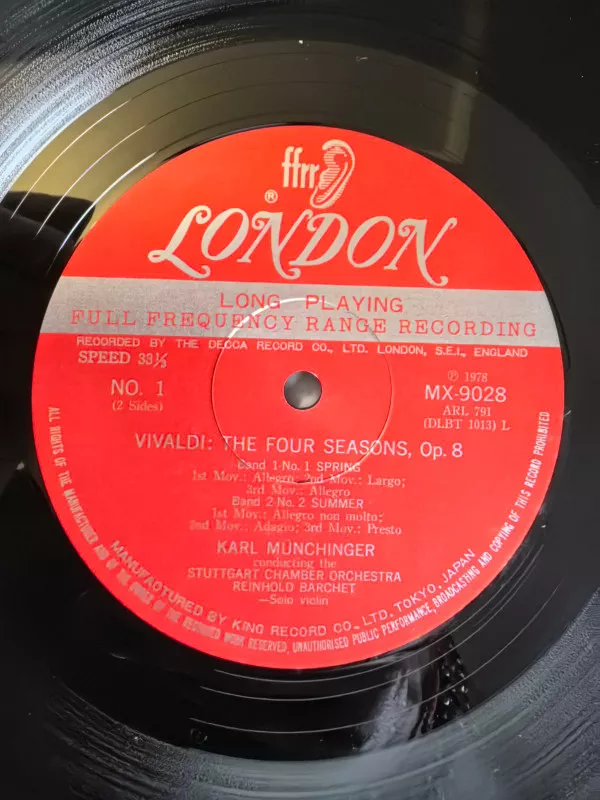 ffrr
®
LONDON
LONG PLAYING
FULL FREQUENCY RANGE RECORDING
RECORDED BY THE DECCA RECORD CO., LTD. LONDON, S.E.I., ENGLAND
SPEED 33⅓
NO. 1
(2 Sides)
Ⓟ 1978
MX-9028
ARL 791
(DLBT 1013) L
VIVALDI: THE FOUR SEASONS, Op. 8
Band 1-No. 1 SPRING
1st Mov.: Allegro; 2nd Mov.: Largo;
3rd Mov.: Allegro
Band 2-No. 2 SUMMER
1st Mov.: Allegro non molto;
2nd Mov.: Adagio; 3rd Mov.: Presto
KARL MÜNCHINGER
conducting the
STUTTGART CHAMBER ORCHESTRA
REINHOLD BARCHET
—Solo violin
MANUFACTURED BY KING RECORD CO., LTD. TOKYO, JAPAN
ALL RIGHTS OF THE MANUFACTURER AND OF THE OWNER OF THE RECORDED WORK RESERVED, UNAUTHORISED PUBLIC PERFORMANCE, BROADCASTING AND COPYING OF THIS RECORD PROHIBITED